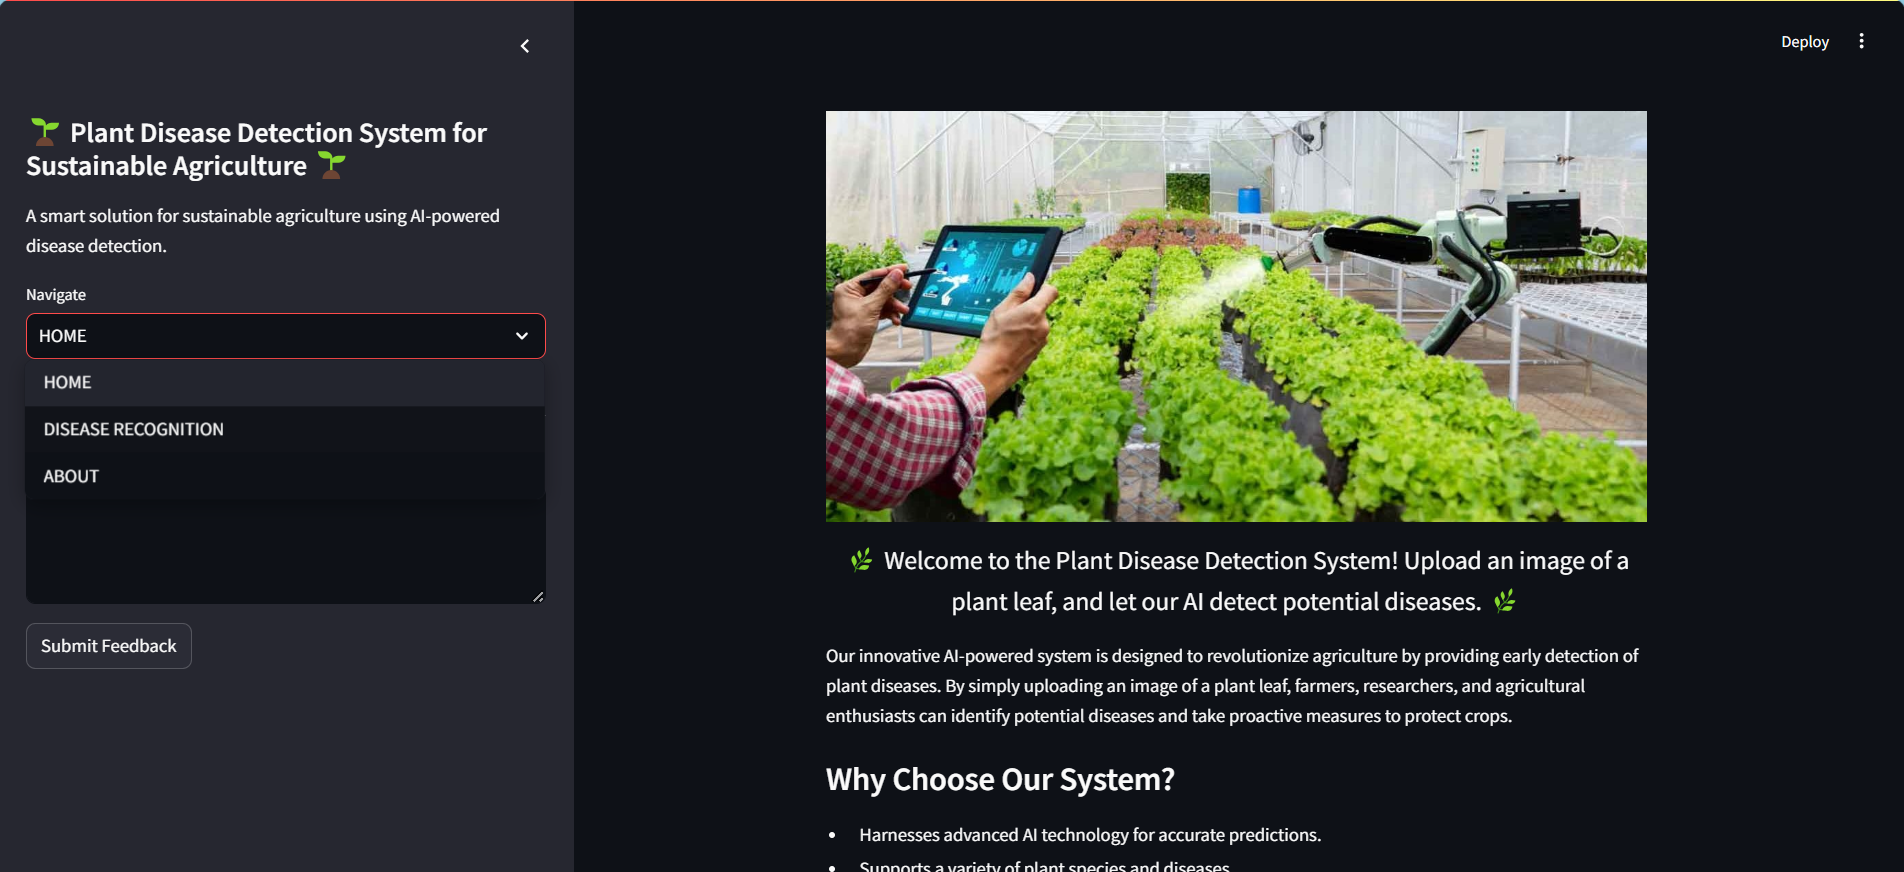 Deploy
🌱 Plant Disease Detection System for
Sustainable Agriculture 🌱
A smart solution for sustainable agriculture using AI-powered
disease detection.
Navigate
HOME
HOME
DISEASE RECOGNITION
ABOUT
Submit Feedback
🌿 Welcome to the Plant Disease Detection System! Upload an image of a
plant leaf, and let our AI detect potential diseases. 🌿
Our innovative AI-powered system is designed to revolutionize agriculture by providing early detection of
plant diseases. By simply uploading an image of a plant leaf, farmers, researchers, and agricultural
enthusiasts can identify potential diseases and take proactive measures to protect crops.
Why Choose Our System?
• Harnesses advanced AI technology for accurate predictions.
• Supports a variety of plant species and diseases.